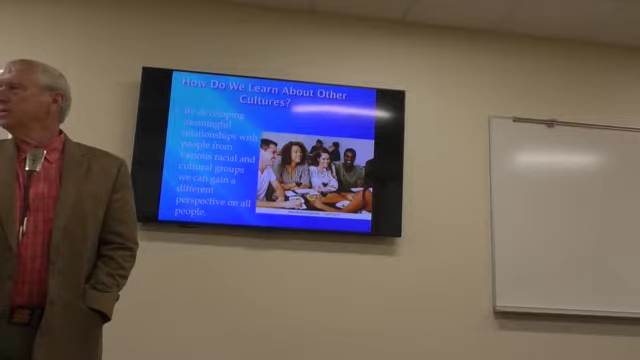 How Do We Learn About Other
Cultures?
By developing
meaningful
relationships with
people from
various racial and
cultural groups
we can gain a
different
perspective on all
people.